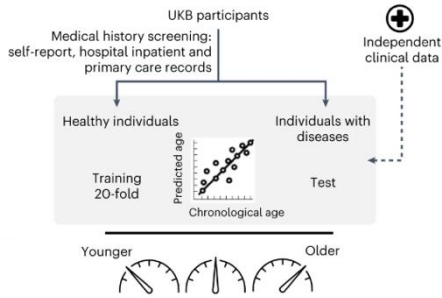 UKB participants
Medical history screening:
self-report, hospital inpatient and
primary care records
Independent
clinical data
Healthy individuals
Individuals with
diseases
Training
20-fold
Predicted age
Chronological age
Test
Younger
Older